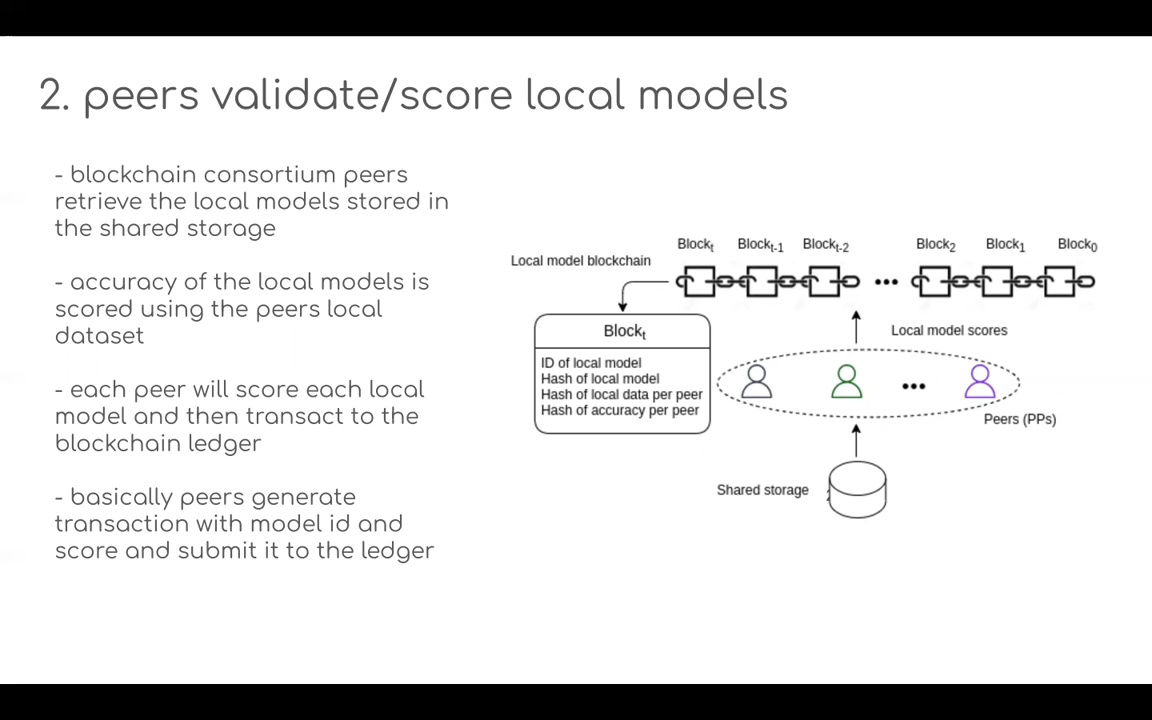 2. peers validate/score local models
- blockchain consortium peers
retrieve the local models stored in
the shared storage
- accuracy of the local models is
scored using the peers local
dataset
- each peer will score each local
model and then transact to the
blockchain ledger
- basically peers generate
transaction with model id and
score and submit it to the ledger
Blockt Blockt-1 Blockt-2 ... Block2 Block1 Block0
Local model blockchain
Blockt
ID of local model
Hash of local model
Hash of local data per peer
Hash of accuracy per peer
Local model scores
...
Peers (PPs)
Shared storage